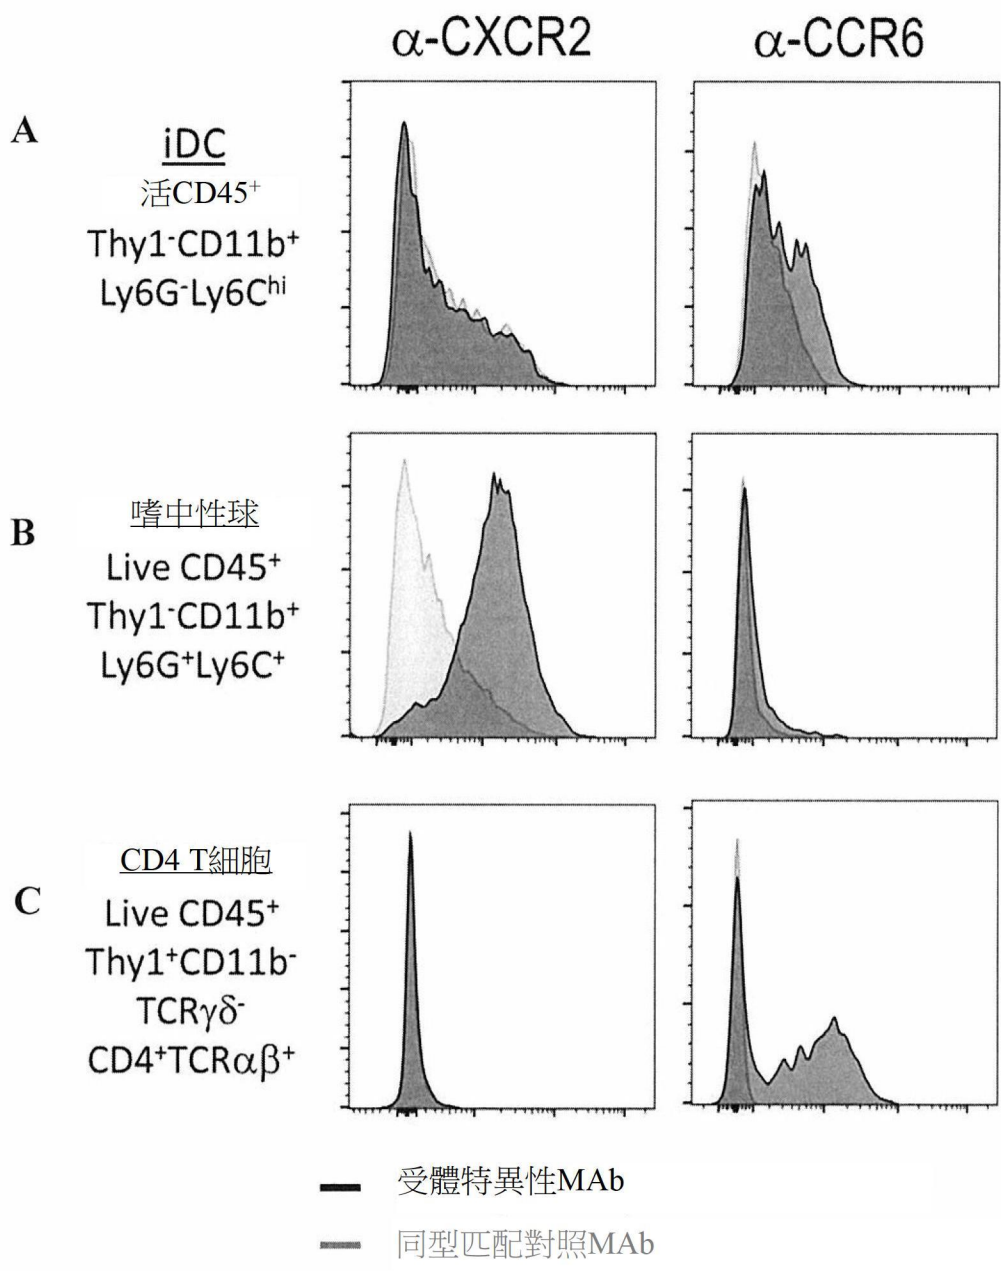 α-CXCR2
α-CCR6
A
iDC
活CD45⁺
Thy1⁻CD11b⁺
Ly6G⁻Ly6Cʰⁱ
B
嗜中性球
Live CD45⁺
Thy1⁻CD11b⁺
Ly6G⁺Ly6C⁺
C
CD4 T細胞
Live CD45⁺
Thy1⁺CD11b⁻
TCRγδ⁻
CD4⁺TCRαβ⁺
受體特異性MAb
同型匹配對照MAb